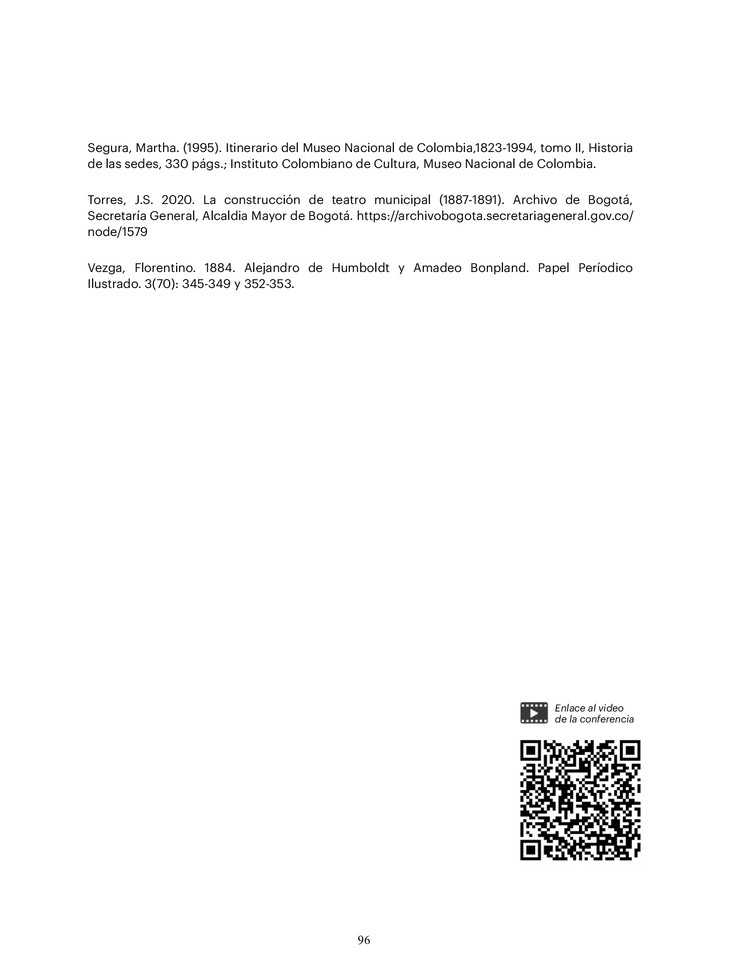 Segura, Martha. (1995). Itinerario del Museo Nacional de Colombia,1823-1994, tomo II, Historia
de las sedes, 330 págs.; Instituto Colombiano de Cultura, Museo Nacional de Colombia.
Torres, J.S. 2020. La construcción de teatro municipal (1887-1891). Archivo de Bogotá,
Secretaría General, Alcaldia Mayor de Bogotá. https://archivobogota.secretariageneral.gov.co/
node/1579
Vezga, Florentino. 1884. Alejandro de Humboldt y Amadeo Bonpland. Papel Períodico
Ilustrado. 3(70): 345-349 y 352-353.
Enlace al video
de la conferencia
96